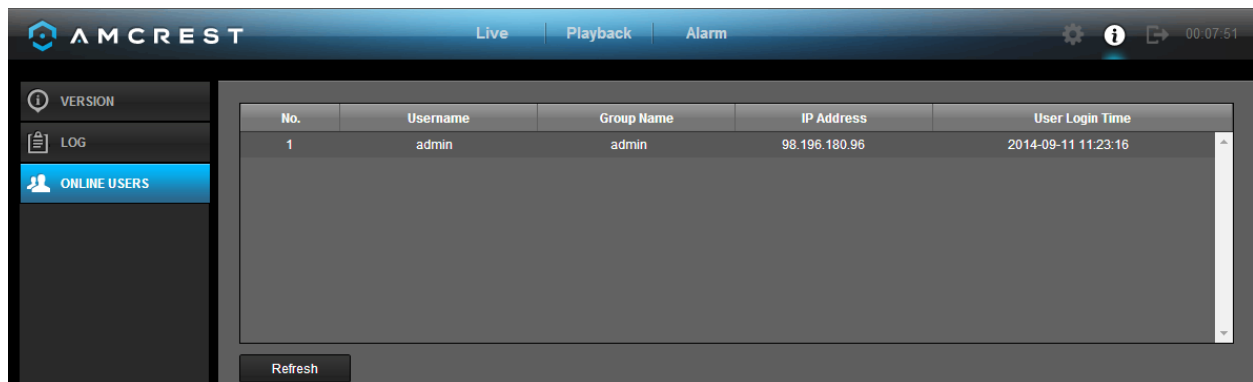 AMCREST Live Playback Alarm 00:07:51
VERSION
LOG
ONLINE USERS
No. Username Group Name IP Address User Login Time
1 admin admin 98.196.180.96 2014-09-11 11:23:16
Refresh